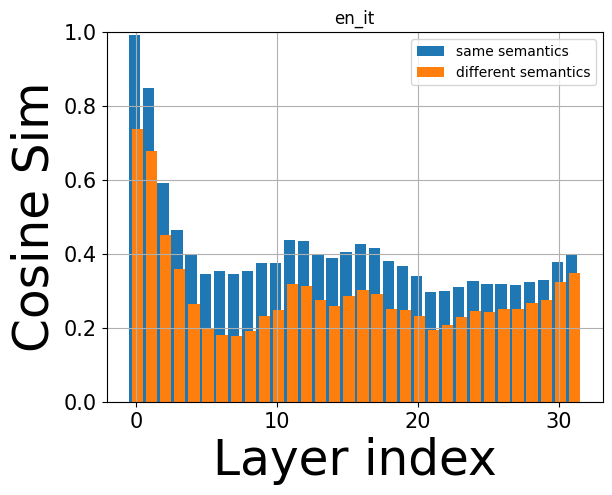 en_it
same semantics
different semantics
Cosine Sim
1.0
0.8
0.6
0.4
0.2
0.0
0 10 20 30
Layer index